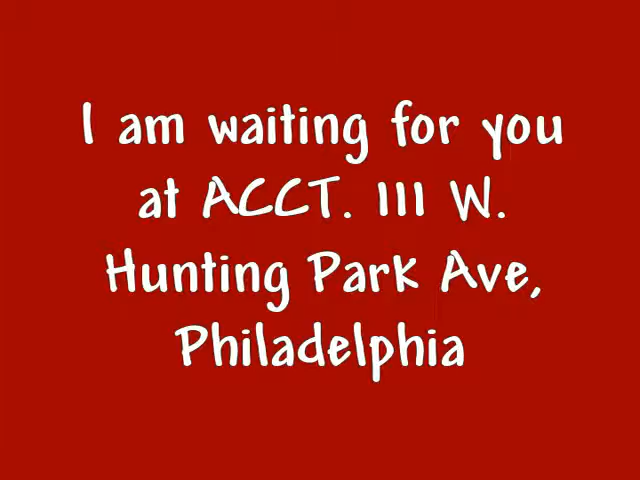 I am waiting for you
at ACCT. 111 W.
Hunting Park Ave,
Philadelphia